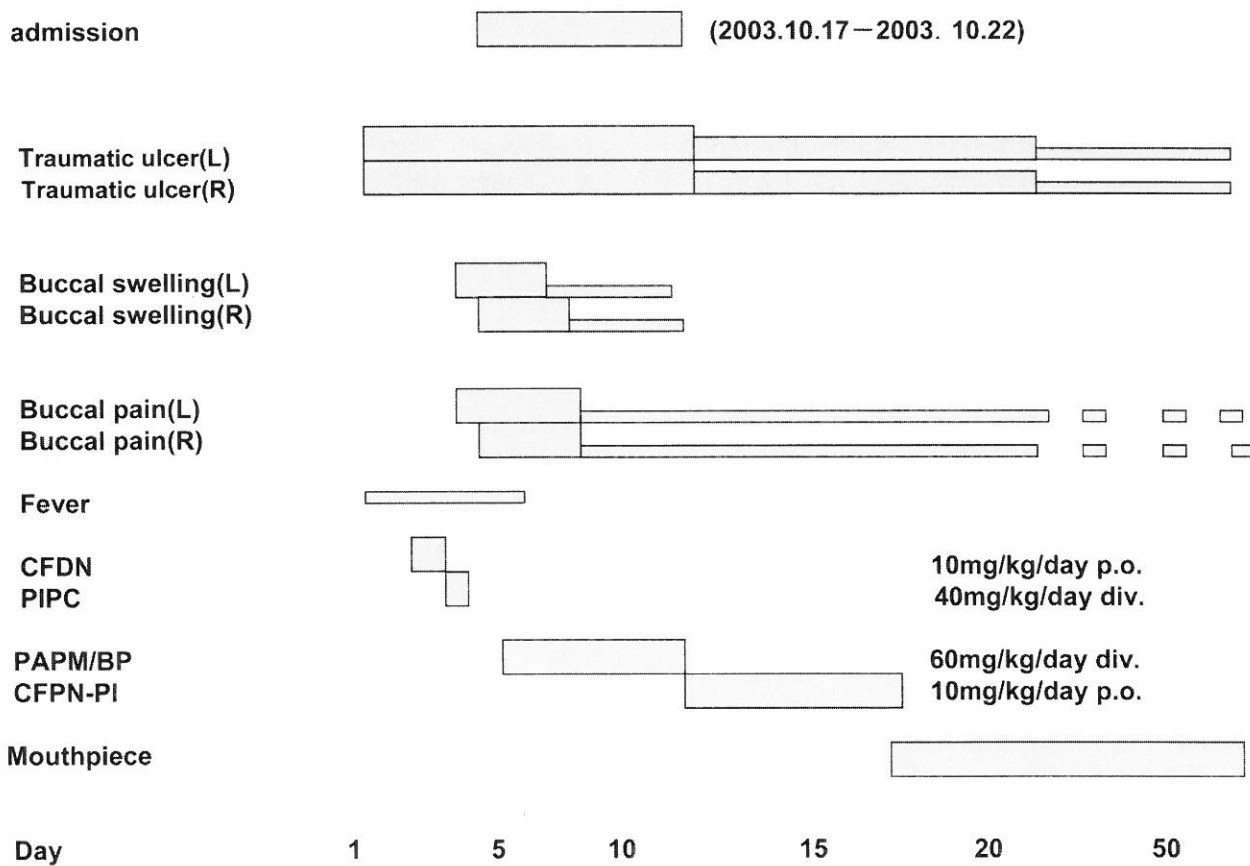 admission (2003.10.17－2003. 10.22)
Traumatic ulcer(L)
Traumatic ulcer(R)
Buccal swelling(L)
Buccal swelling(R)
Buccal pain(L)
Buccal pain(R)
Fever
CFDN 10mg/kg/day p.o.
PIPC 40mg/kg/day div.
PAPM/BP 60mg/kg/day div.
CFPN-PI 10mg/kg/day p.o.
Mouthpiece
Day 1 5 10 15 20 50